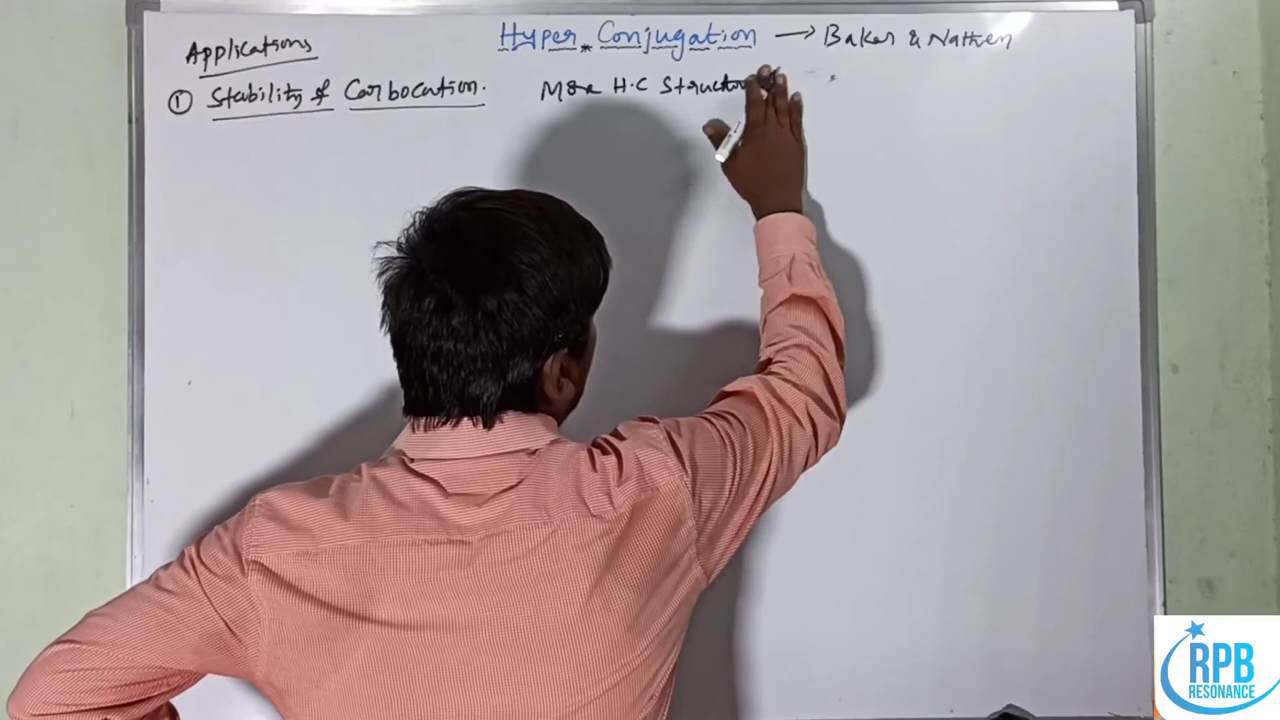 Applications
Hyper Conjugation → Baker & Nathen
① Stability of Carbocation.
More H.C Structur
RPB
RESONANCE